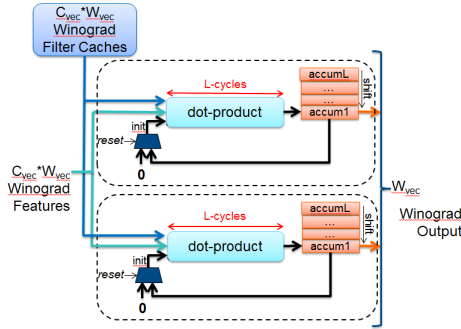 Cvec*Wvec
Winograd
Filter Caches
L-cycles
dot-product
init
reset
0
accumL
...
...
accum1
shift
Cvec*Wvec
Winograd
Features
Wvec
Winograd
Output
L-cycles
dot-product
init
reset
0
accumL
...
...
accum1
shift